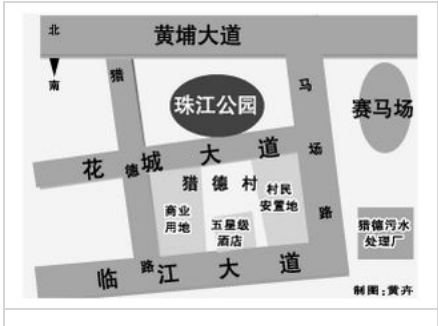 北
南
黄埔大道
猎德路
珠江公园
马场路
赛马场
花城大道
猎德村
商业
用地
五星级
酒店
村民
安置地
猎德污水
处理厂
临江大道
制图:黄卉